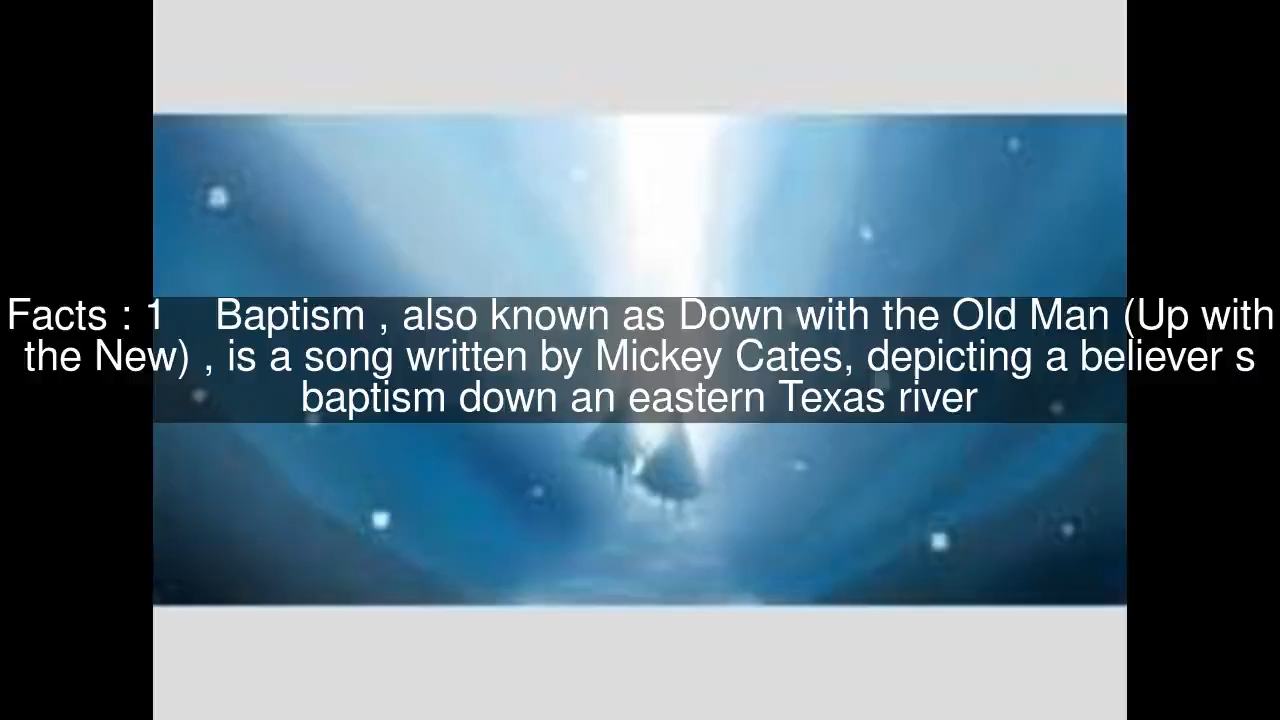 Facts : 1 Baptism , also known as Down with the Old Man (Up with
the New) , is a song written by Mickey Cates, depicting a believer s
baptism down an eastern Texas river